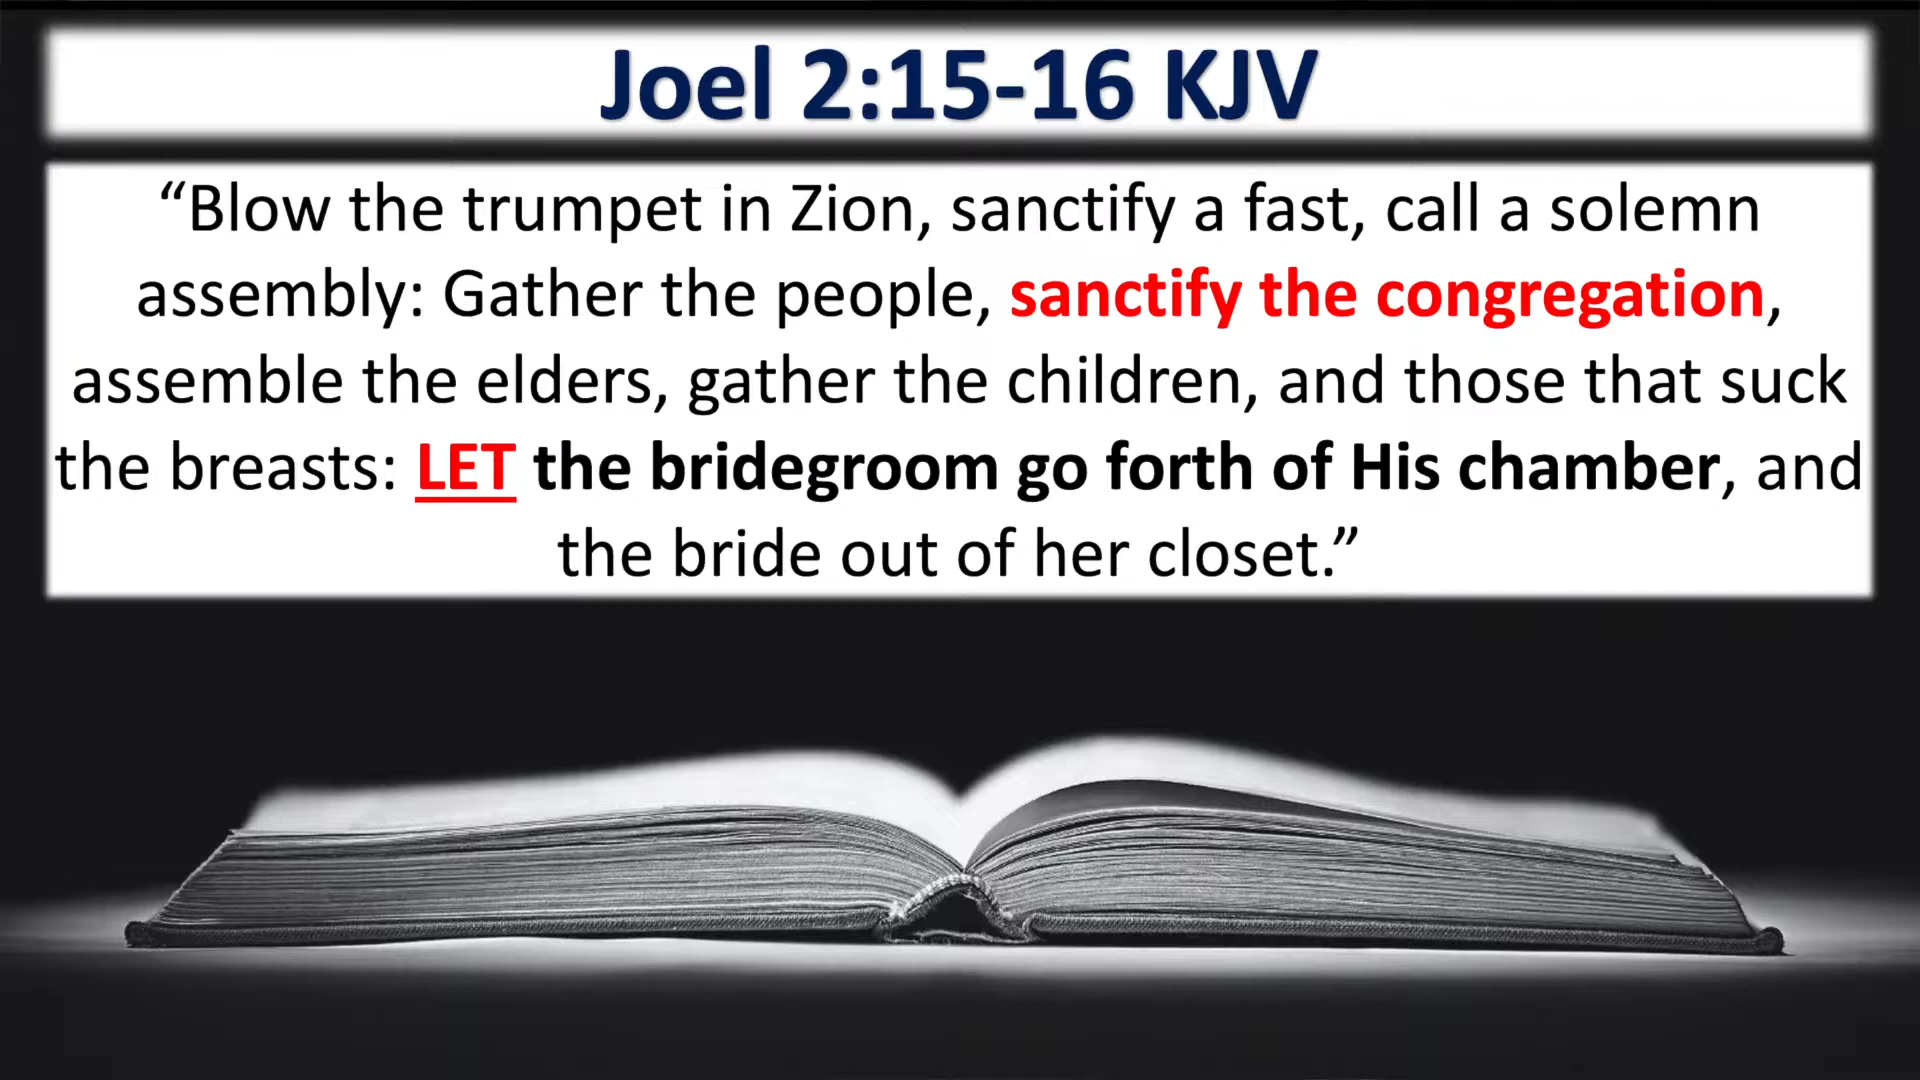 Joel 2:15-16 KJV
“Blow the trumpet in Zion, sanctify a fast, call a solemn
assembly: Gather the people, sanctify the congregation,
assemble the elders, gather the children, and those that suck
the breasts: LET the bridegroom go forth of His chamber, and
the bride out of her closet.”